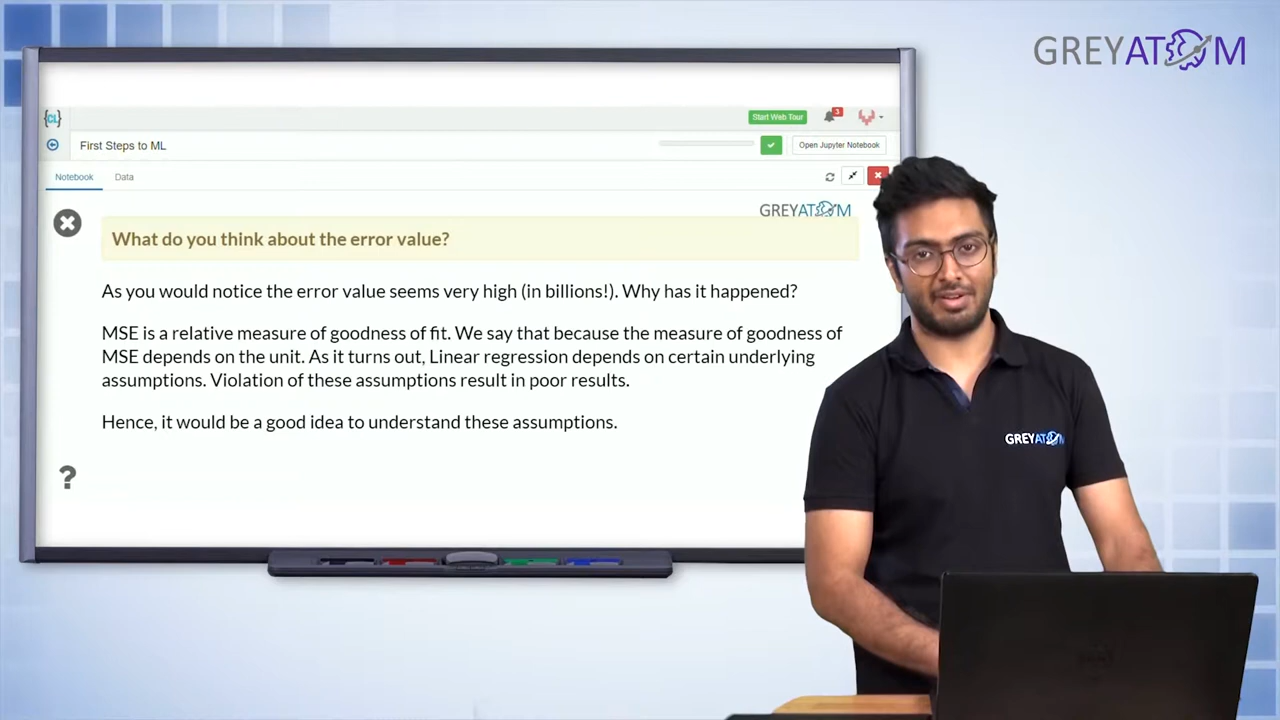 GREYATOM
{CL}
Start Web Tour
3
First Steps to ML
Open Jupyter Notebook
Notebook
Data
GREYATOM
What do you think about the error value?
As you would notice the error value seems very high (in billions!). Why has it happened?
MSE is a relative measure of goodness of fit. We say that because the measure of goodness of
MSE depends on the unit. As it turns out, Linear regression depends on certain underlying
assumptions. Violation of these assumptions result in poor results.
Hence, it would be a good idea to understand these assumptions.
?
GREYATOM